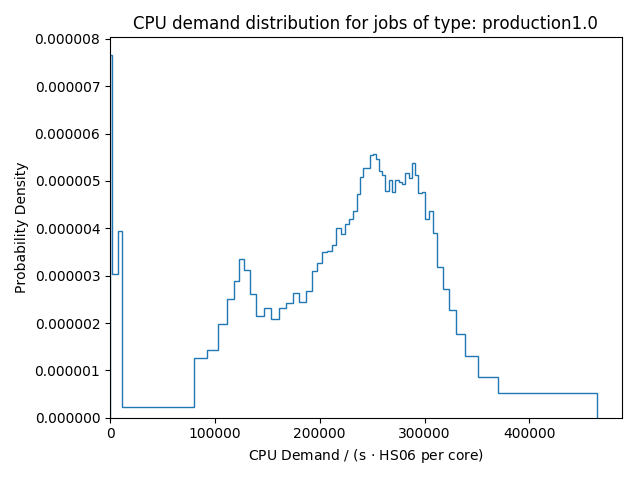 CPU demand distribution for jobs of type: production1.0
0.000008
0.000007
0.000006
0.000005
0.000004
0.000003
0.000002
0.000001
0.000000
Probability Density
0 100000 200000 300000 400000
CPU Demand / (s · HS06 per core)